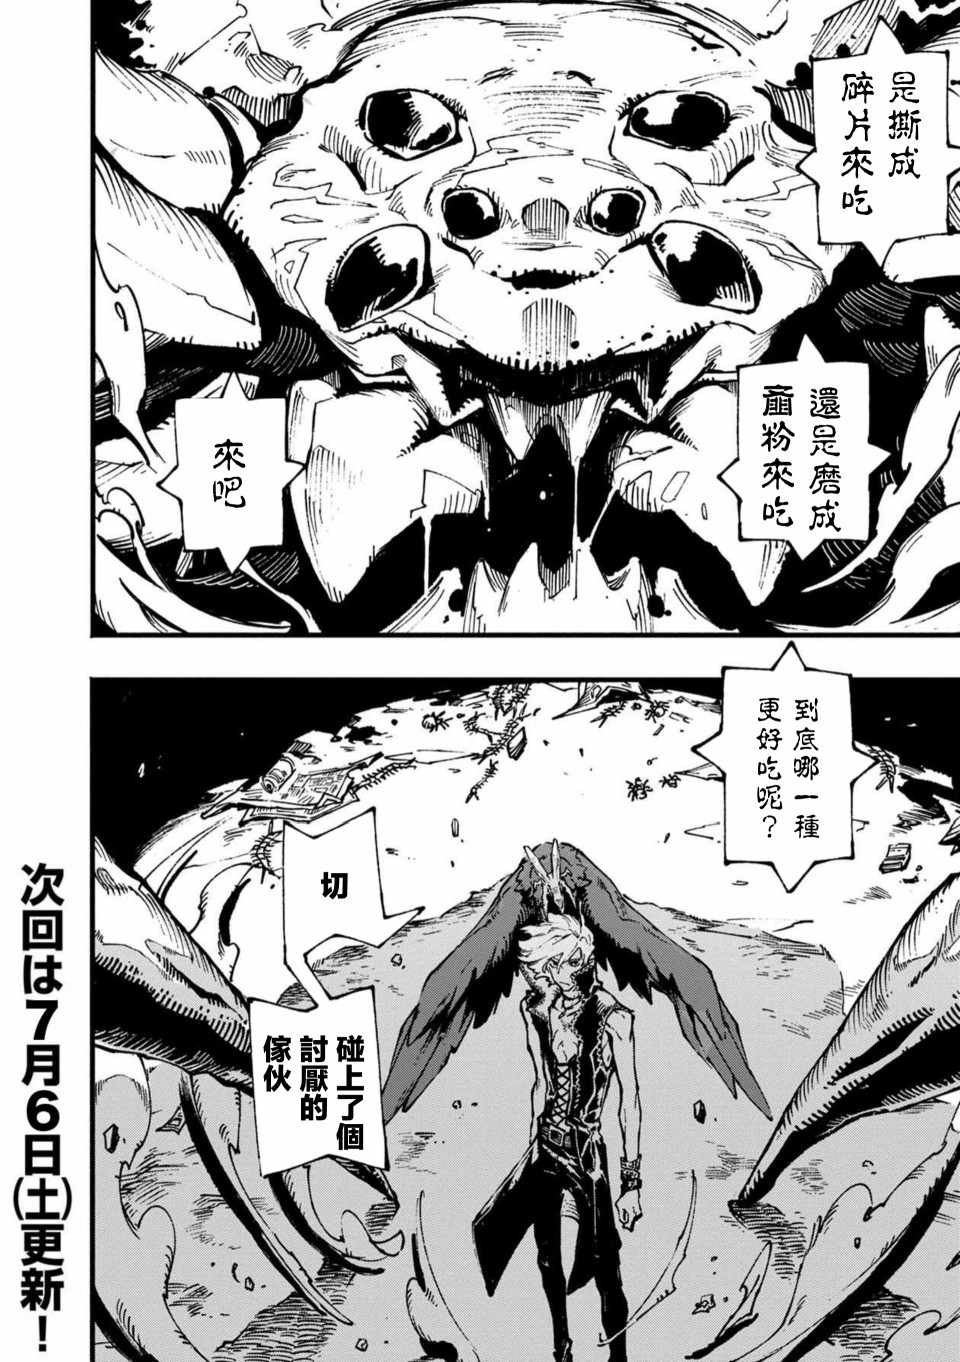 是撕成
碎片來吃
還是磨成
齏粉來吃
來吧
到底哪一種
更好吃呢？
切
碰上了個
討厭的
傢伙
次回は7月6日(土)更新！